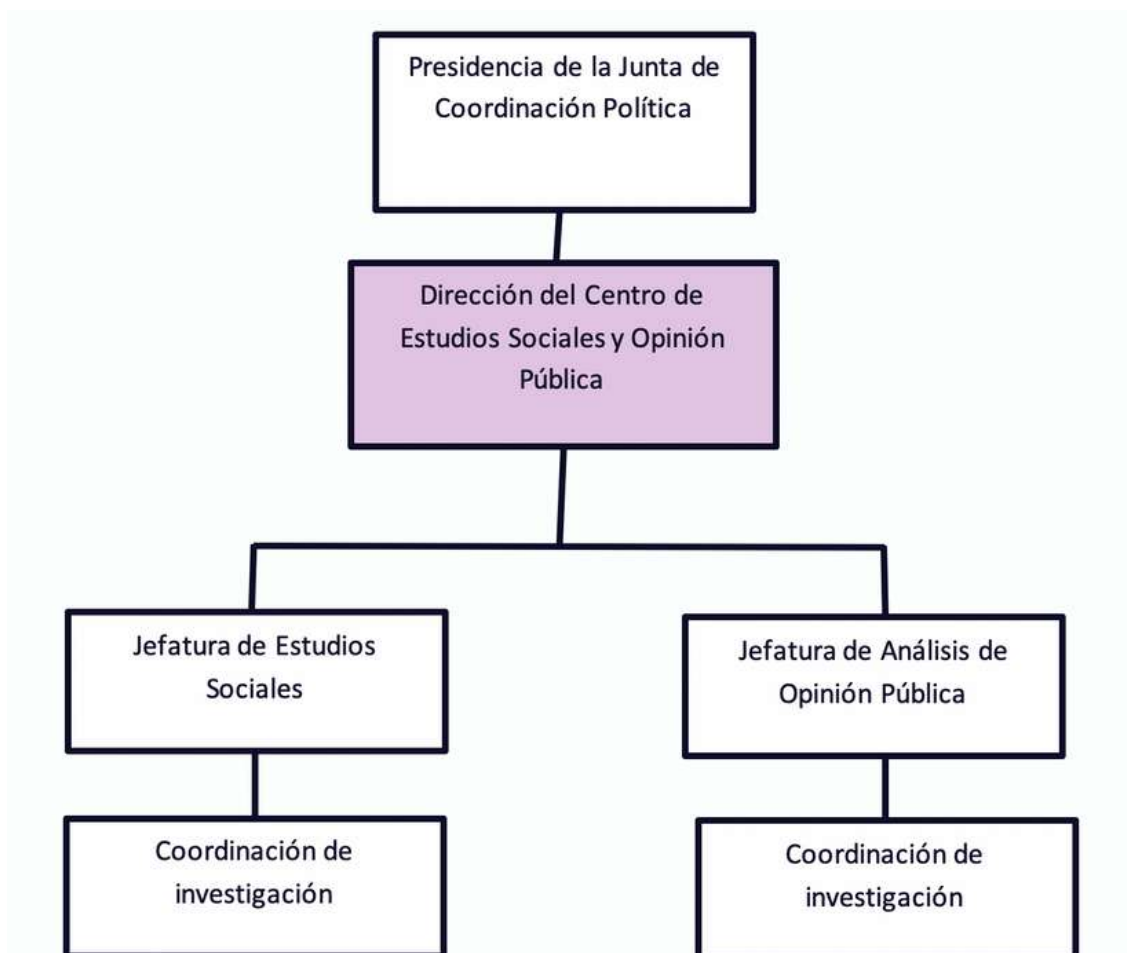 Presidencia de la Junta de
Coordinación Política
Dirección del Centro de
Estudios Sociales y Opinión
Pública
Jefatura de Estudios
Sociales
Jefatura de Análisis de
Opinión Pública
Coordinación de
investigación
Coordinación de
investigación